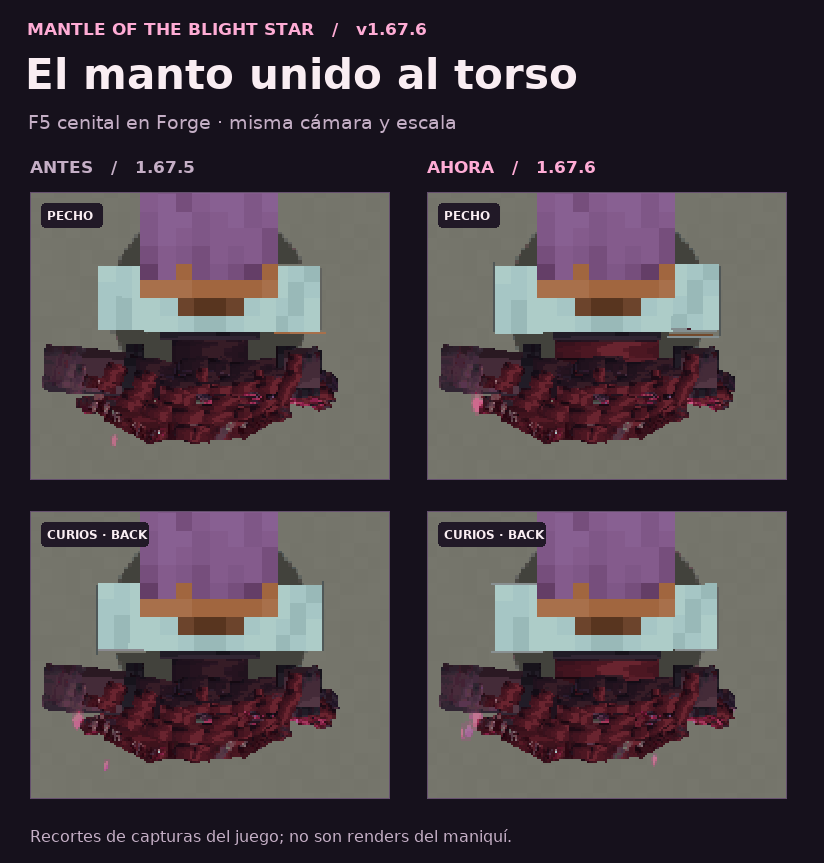 MANTLE OF THE BLIGHT STAR / v1.67.6
El manto unido al torso
F5 cenital en Forge · misma cámara y escala
ANTES / 1.67.5
AHORA / 1.67.6
PECHO
PECHO
CURIOS · BACK
CURIOS · BACK
Recortes de capturas del juego; no son renders del maniquí.